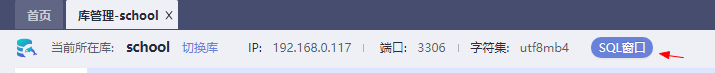 首页 库管理-school X
当前所在库: school 切换库 IP: 192.168.0.117 端口: 3306 字符集: utf8mb4 SQL窗口